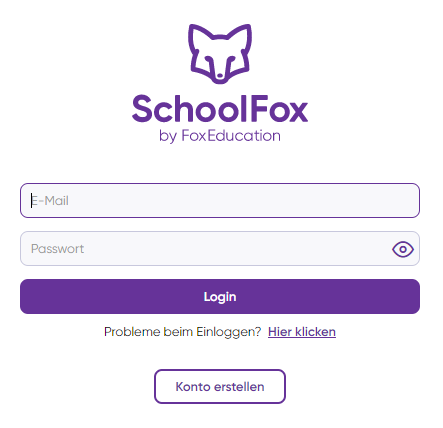 SchoolFox
by FoxEducation
E-Mail
Passwort
Login
Probleme beim Einloggen? Hier klicken
Konto erstellen